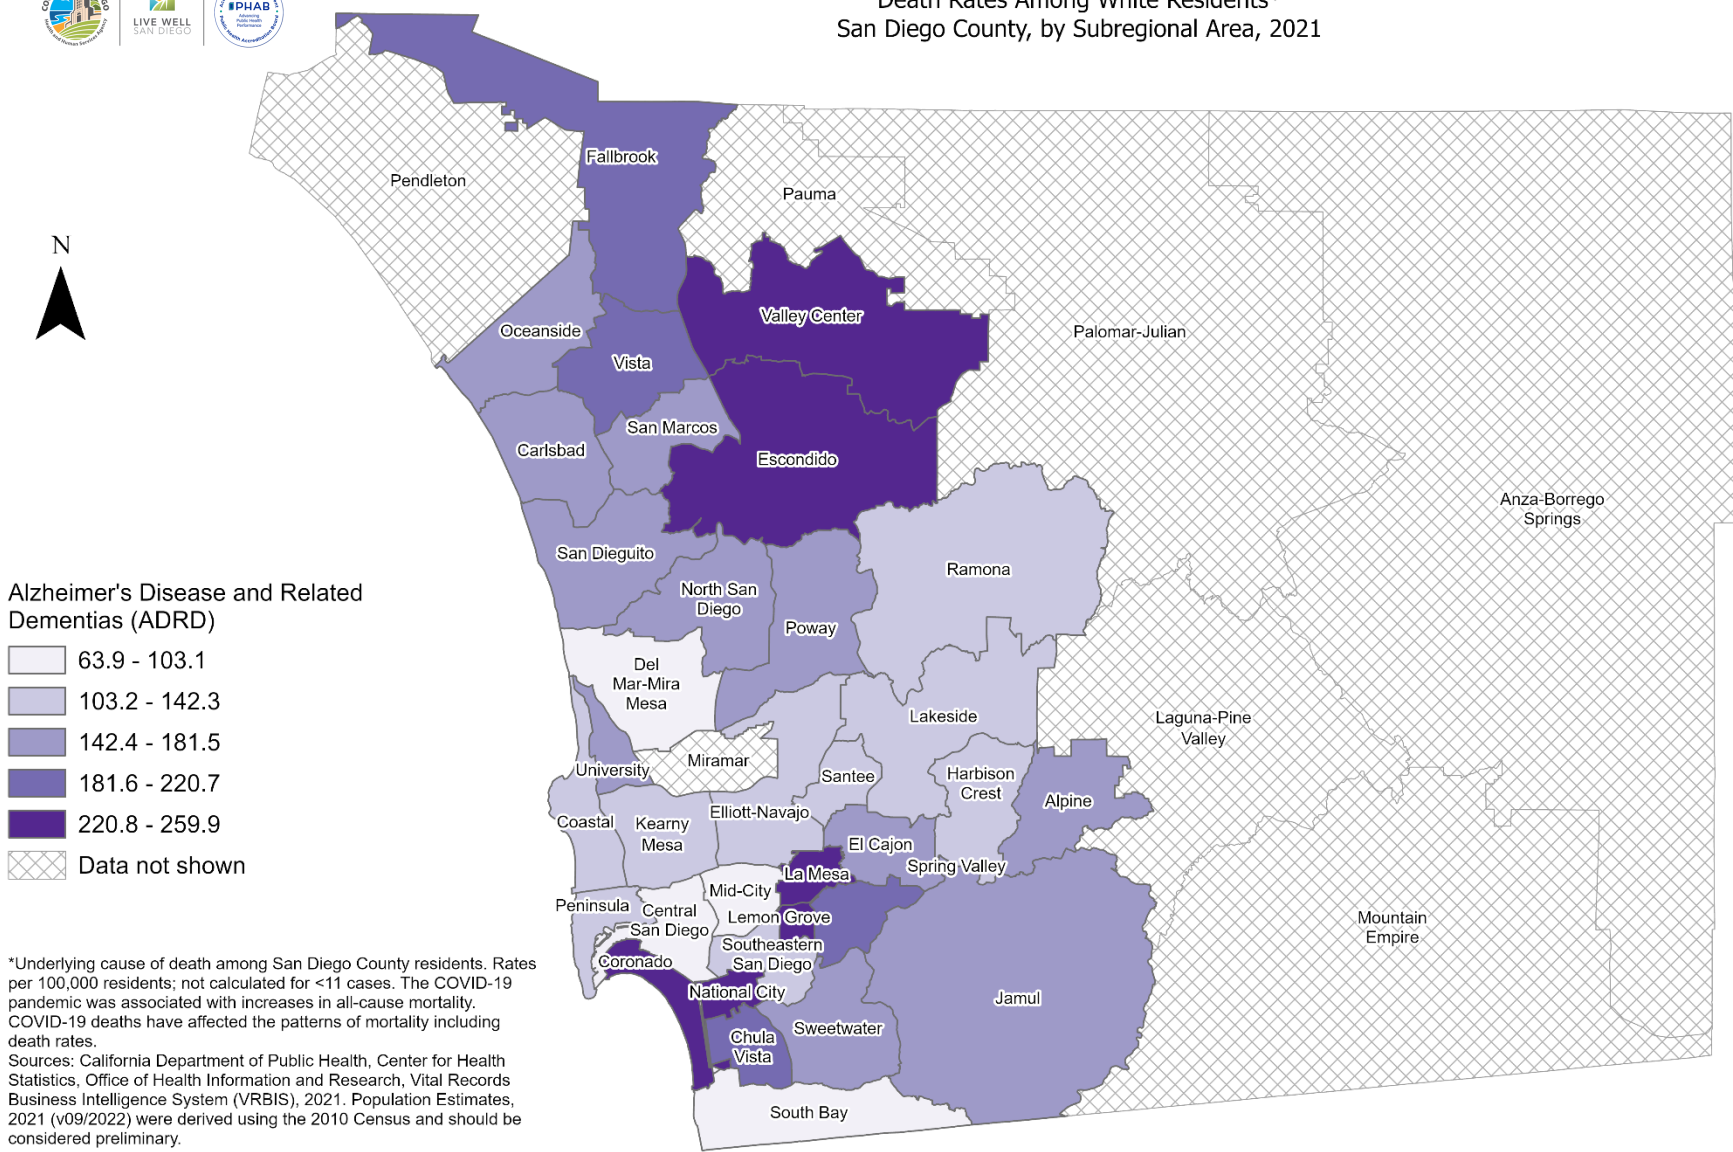 LIVE WELL
SAN DIEGO
PHAB
Advancing
Public Health
Performance
Death Rates Among White Residents*
San Diego County, by Subregional Area, 2021
Fallbrook
Pendleton
Pauma
N
Valley Center
Oceanside
Palomar-Julian
Vista
San Marcos
Carlsbad
Escondido
Anza-Borrego
Springs
San Dieguito
Ramona
North San
Diego
Poway
Alzheimer's Disease and Related
Dementias (ADRD)
63.9 - 103.1
103.2 - 142.3
142.4 - 181.5
181.6 - 220.7
220.8 - 259.9
Data not shown
Del
Mar-Mira
Mesa
Lakeside
Laguna-Pine
Valley
University
Miramar
Santee
Harbison
Crest
Alpine
Coastal
Kearny
Mesa
Elliott-Navajo
El Cajon
Spring Valley
La Mesa
Mid-City
Peninsula
Central
San Diego
Lemon Grove
Mountain
Empire
Southeastern
San Diego
Coronado
National City
Jamul
Sweetwater
Chula
Vista
South Bay
*Underlying cause of death among San Diego County residents. Rates
per 100,000 residents; not calculated for <11 cases. The COVID-19
pandemic was associated with increases in all-cause mortality.
COVID-19 deaths have affected the patterns of mortality including
death rates.
Sources: California Department of Public Health, Center for Health
Statistics, Office of Health Information and Research, Vital Records
Business Intelligence System (VRBIS), 2021. Population Estimates,
2021 (v09/2022) were derived using the 2010 Census and should be
considered preliminary.